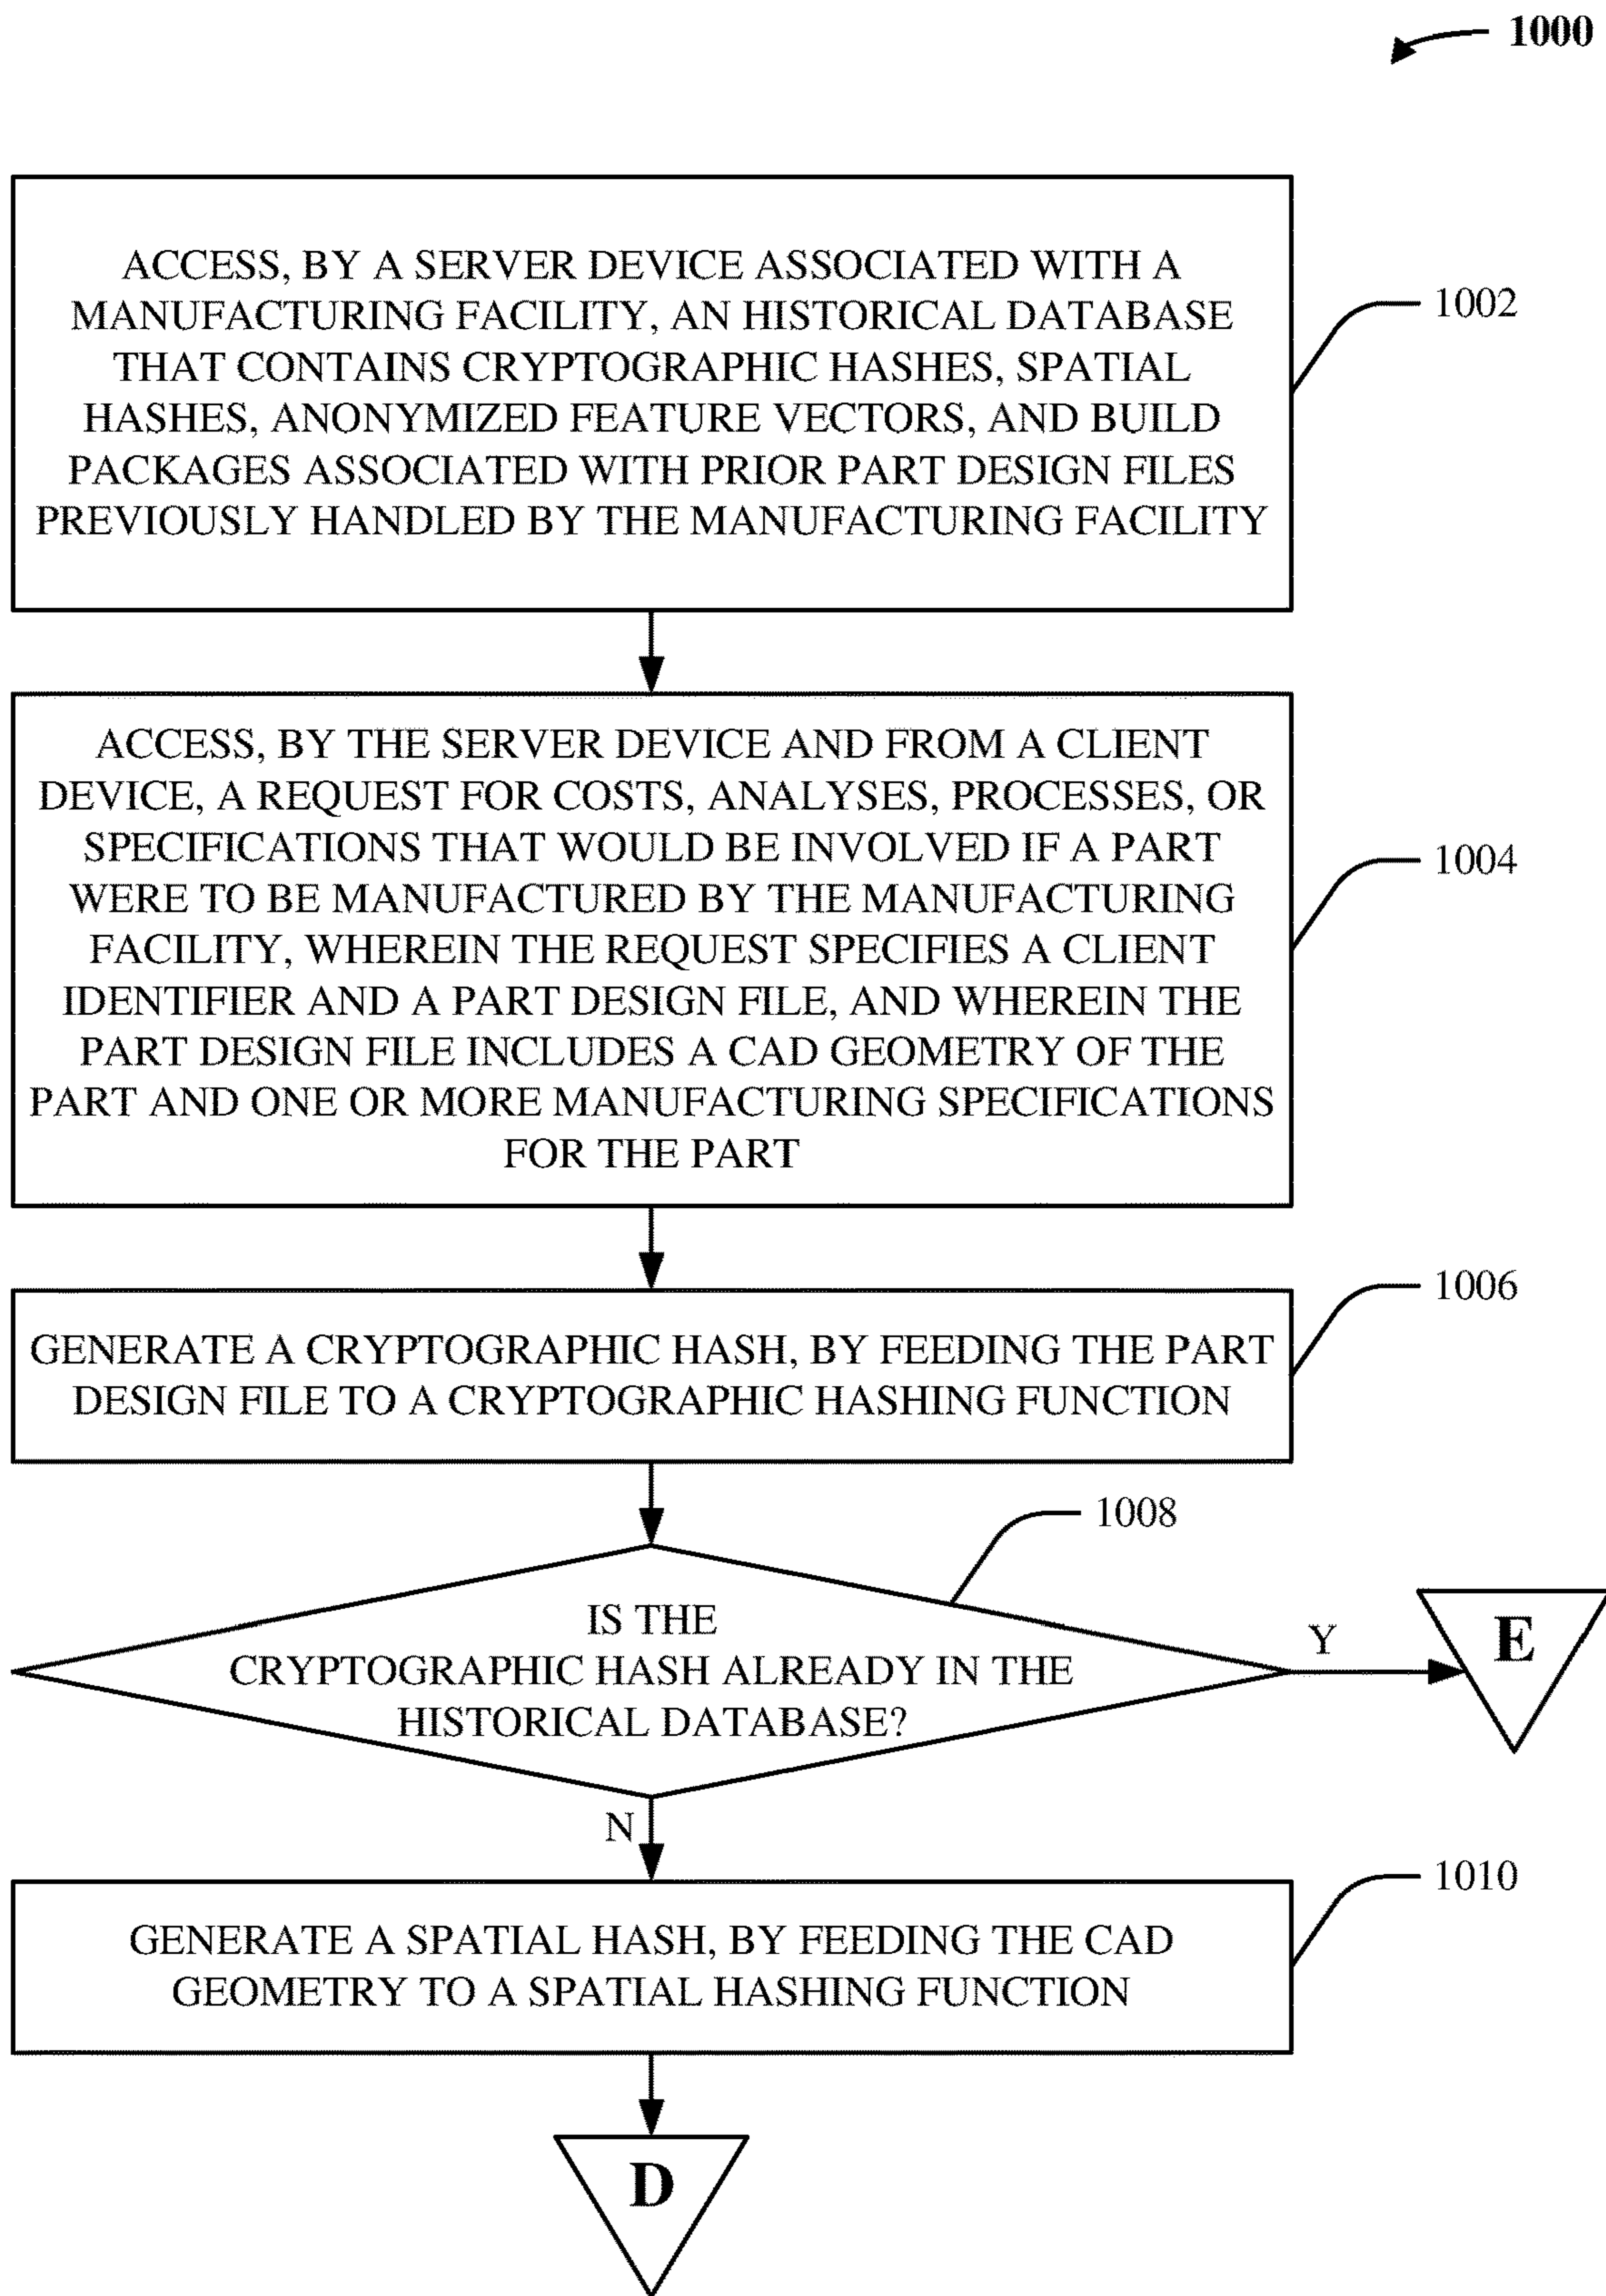 1000
ACCESS, BY A SERVER DEVICE ASSOCIATED WITH A
MANUFACTURING FACILITY, AN HISTORICAL DATABASE
THAT CONTAINS CRYPTOGRAPHIC HASHES, SPATIAL
HASHES, ANONYMIZED FEATURE VECTORS, AND BUILD
PACKAGES ASSOCIATED WITH PRIOR PART DESIGN FILES
PREVIOUSLY HANDLED BY THE MANUFACTURING FACILITY
1002
ACCESS, BY THE SERVER DEVICE AND FROM A CLIENT
DEVICE, A REQUEST FOR COSTS, ANALYSES, PROCESSES, OR
SPECIFICATIONS THAT WOULD BE INVOLVED IF A PART
WERE TO BE MANUFACTURED BY THE MANUFACTURING
FACILITY, WHEREIN THE REQUEST SPECIFIES A CLIENT
IDENTIFIER AND A PART DESIGN FILE, AND WHEREIN THE
PART DESIGN FILE INCLUDES A CAD GEOMETRY OF THE
PART AND ONE OR MORE MANUFACTURING SPECIFICATIONS
FOR THE PART
1004
GENERATE A CRYPTOGRAPHIC HASH, BY FEEDING THE PART
DESIGN FILE TO A CRYPTOGRAPHIC HASHING FUNCTION
1006
IS THE
CRYPTOGRAPHIC HASH ALREADY IN THE
HISTORICAL DATABASE?
1008
Y
E
N
GENERATE A SPATIAL HASH, BY FEEDING THE CAD
GEOMETRY TO A SPATIAL HASHING FUNCTION
1010
D